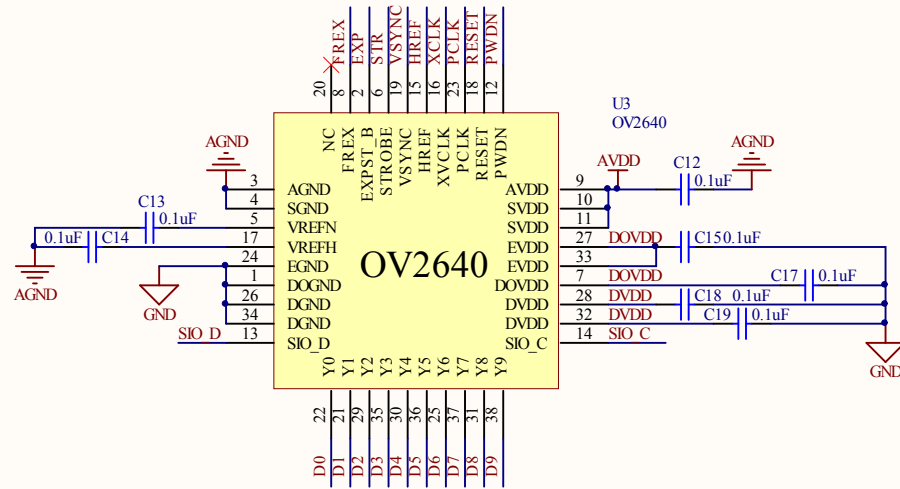 FREX
EXP
STR
VSYNC
HREF
XCLK
PCLK
RESET
PWDN
20
8
2
6
19
15
16
23
18
12
U3
OV2640
NC
FREX
EXPST_B
STROBE
VSYNC
HREF
XVCLK
PCLK
RESET
PWDN
AGND
3 AGND
4 SGND
C13
0.1uF
5 VREFN
0.1uF
C14
17 VREFH
AGND
24 EGND
1 DOGND
GND
26 DGND
34 DGND
SIO_D
13 SIO_D
OV2640
AVDD
AGND
AVDD 9
C12
0.1uF
SVDD 10
SVDD 11
EVDD 27 DOVDD
C15
0.1uF
EVDD 33
DOVDD 7 DOVDD
C17
0.1uF
DVDD 28 DVDD
C18
0.1uF
DVDD 32 DVDD
C19
0.1uF
SIO_C 14 SIO_C
GND
Y0
Y1
Y2
Y3
Y4
Y5
Y6
Y7
Y8
Y9
22
21
29
35
30
36
25
37
31
38
D0
D1
D2
D3
D4
D5
D6
D7
D8
D9